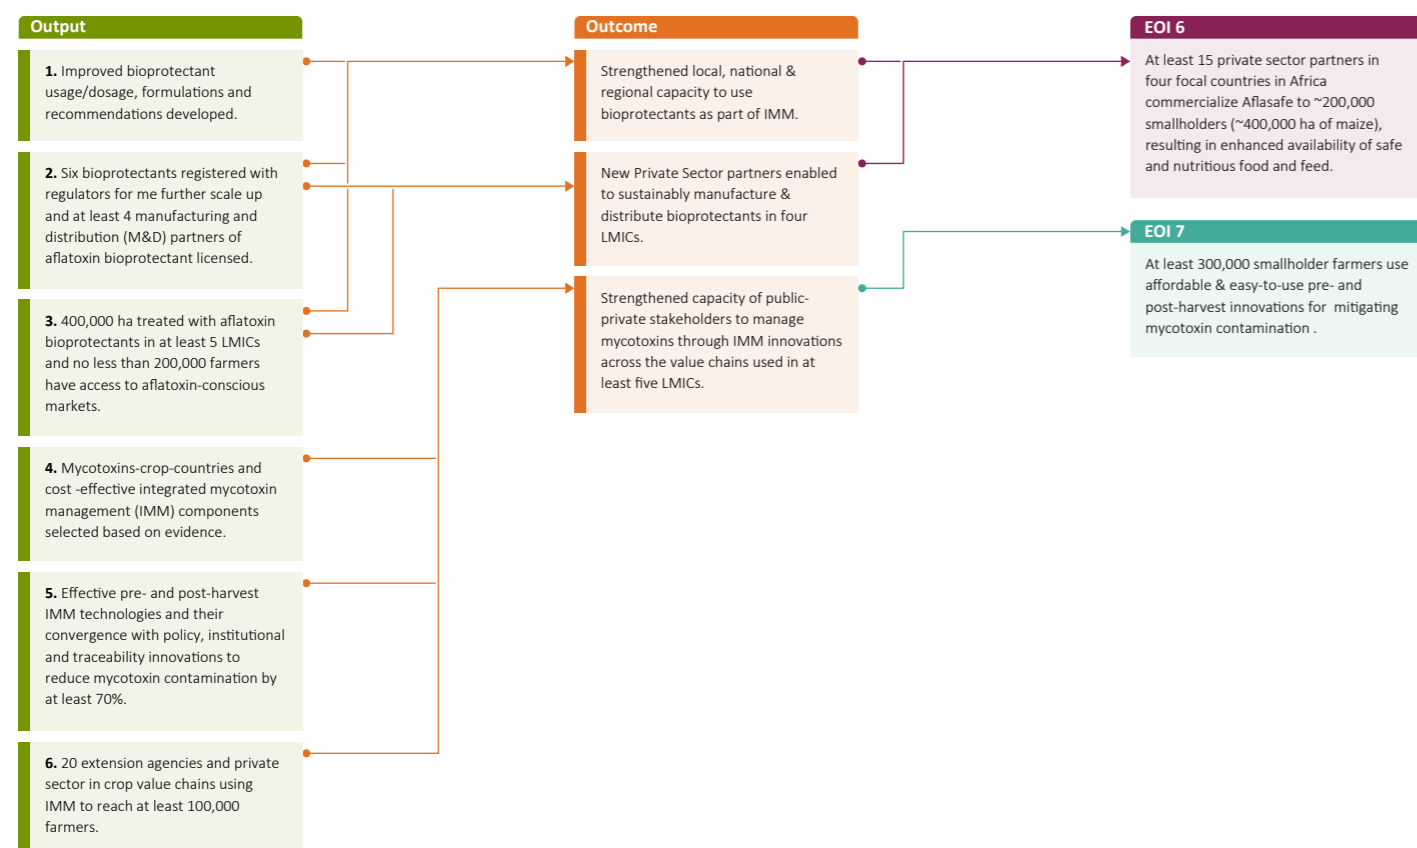 Output
1. Improved bioprotectant
usage/dosage, formulations and
recommendations developed.
2. Six bioprotectants registered with
regulators for me further scale up
and at least 4 manufacturing and
distribution (M&D) partners of
aflatoxin bioprotectant licensed.
3. 400,000 ha treated with aflatoxin
bioprotectants in at least 5 LMICs
and no less than 200,000 farmers
have access to aflatoxin-conscious
markets.
4. Mycotoxins-crop-countries and
cost -effective integrated mycotoxin
management (IMM) components
selected based on evidence.
5. Effective pre- and post-harvest
IMM technologies and their
convergence with policy, institutional
and traceability innovations to
reduce mycotoxin contamination by
at least 70%.
6. 20 extension agencies and private
sector in crop value chains using
IMM to reach at least 100,000
farmers.
Outcome
Strengthened local, national &
regional capacity to use
bioprotectants as part of IMM.
New Private Sector partners enabled
to sustainably manufacture &
distribute bioprotectants in four
LMICs.
Strengthened capacity of public-
private stakeholders to manage
mycotoxins through IMM innovations
across the value chains used in at
least five LMICs.
EOI 6
At least 15 private sector partners in
four focal countries in Africa
commercialize Aflasafe to ~200,000
smallholders (~400,000 ha of maize),
resulting in enhanced availability of safe
and nutritious food and feed.
EOI 7
At least 300,000 smallholder farmers use
affordable & easy-to-use pre- and
post-harvest innovations for mitigating
mycotoxin contamination .